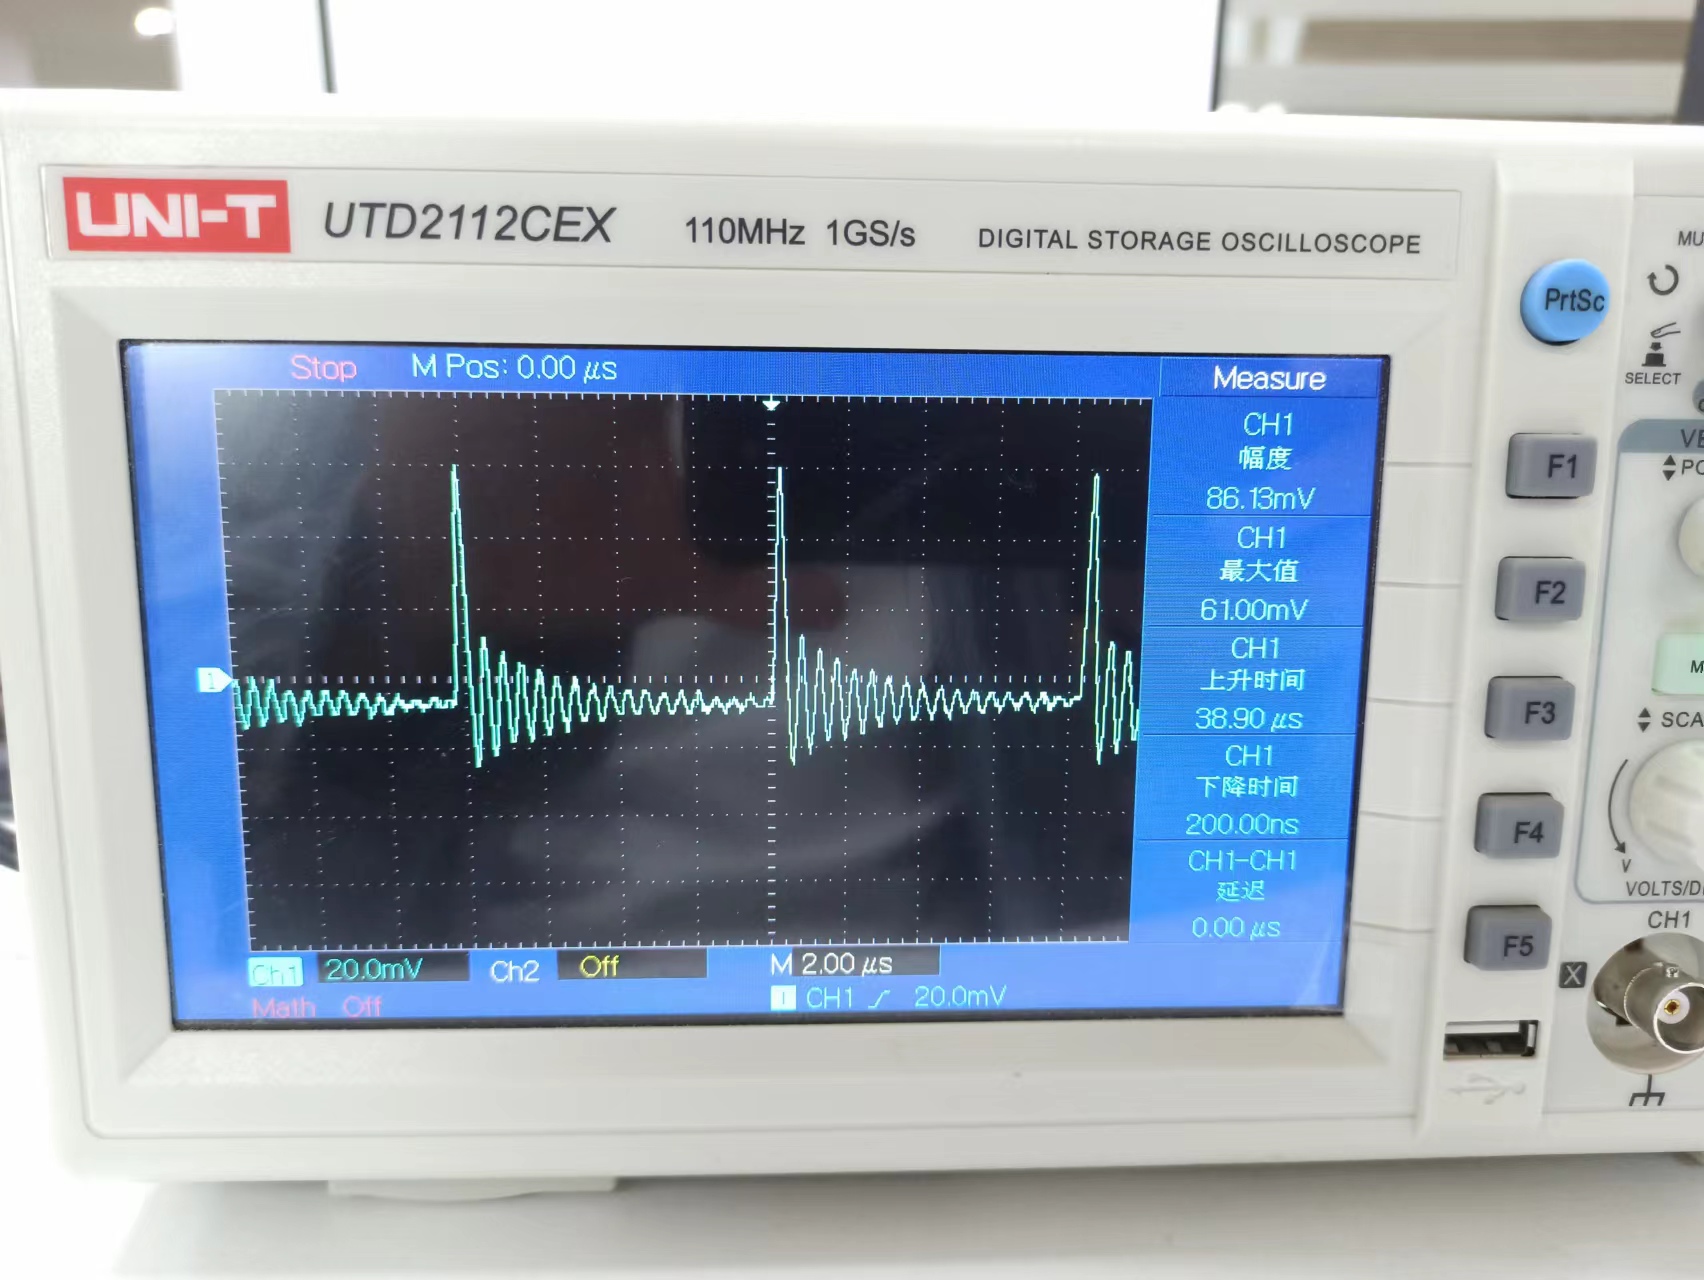 UNI-T UTD2112CEX 110MHz 1GS/s DIGITAL STORAGE OSCILLOSCOPE
PrtSc
SELECT
Stop M Pos: 0.00 μs
Measure
CH1
幅度
86.13mV
CH1
最大值
61.00mV
CH1
上升时间
38.90 μs
CH1
下降时间
200.00ns
CH1-CH1
延迟
0.00 μs
1
Ch1 20.0mV Ch2 Off M 2.00 μs
Math Off
1 CH1 20.0mV
F1
F2
F3
F4
F5
V
CH1
X